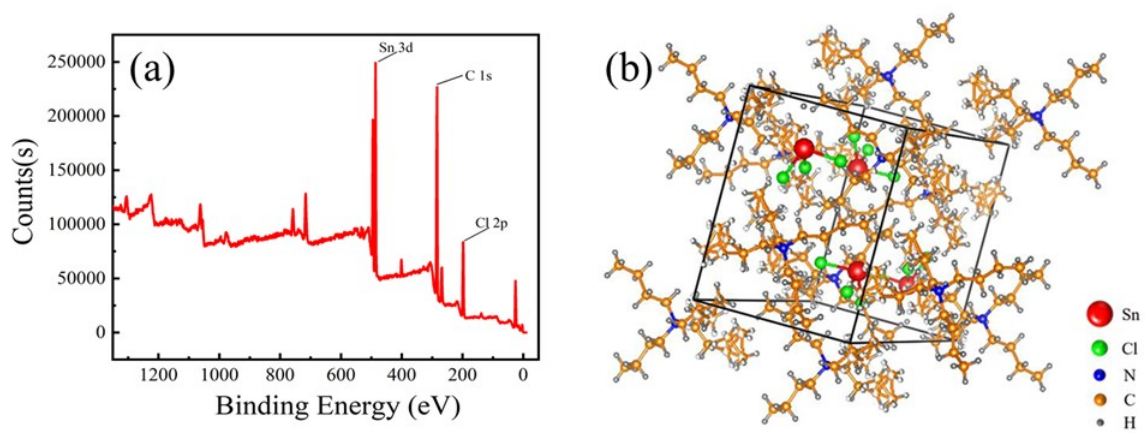 (a)
Sn 3d
C 1s
Cl 2p
250000
200000
150000
100000
50000
0
Counts(s)
1200 1000 800 600 400 200 0
Binding Energy (eV)
(b)
Sn
Cl
N
C
H